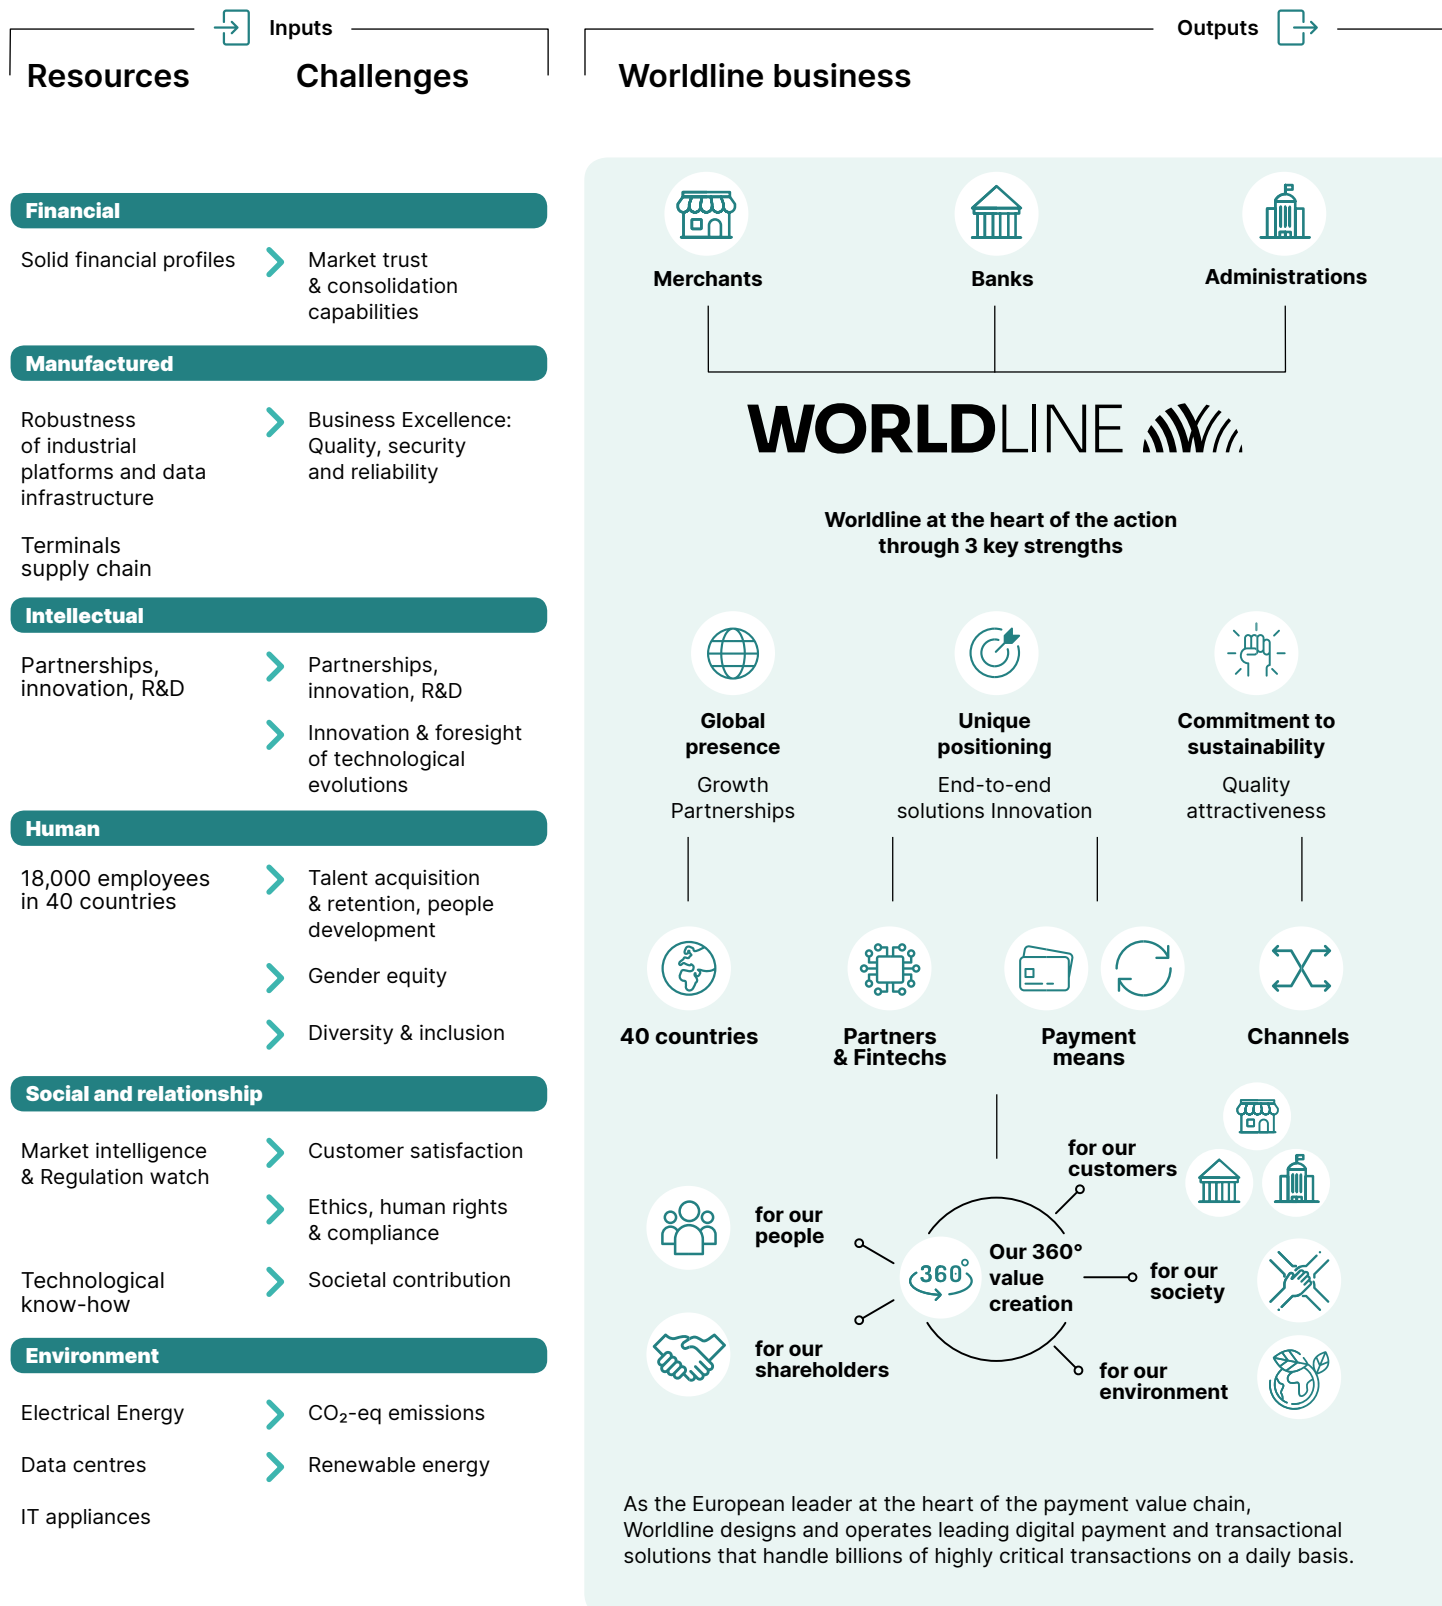 Inputs
Resources
Challenges
Financial
Solid financial profiles
Market trust
& consolidation
capabilities
Manufactured
Robustness
of industrial
platforms and data
infrastructure
Terminals
supply chain
Business Excellence:
Quality, security
and reliability
Intellectual
Partnerships,
innovation, R&D
Partnerships,
innovation, R&D
Innovation & foresight
of technological
evolutions
Human
18,000 employees
in 40 countries
Talent acquisition
& retention, people
development
Gender equity
Diversity & inclusion
Social and relationship
Market intelligence
& Regulation watch
Technological
know-how
Customer satisfaction
Ethics, human rights
& compliance
Societal contribution
Environment
Electrical Energy
Data centres
IT appliances
CO₂-eq emissions
Renewable energy
Outputs
Worldline business
Merchants
Banks
Administrations
WORLDLINE
Worldline at the heart of the action
through 3 key strengths
Global
presence
Growth
Partnerships
Unique
positioning
End-to-end
solutions Innovation
Commitment to
sustainability
Quality
attractiveness
40 countries
Partners
& Fintechs
Payment
means
Channels
for our
customers
for our
people
360°
Our 360°
value
creation
for our
society
for our
shareholders
for our
environment
As the European leader at the heart of the payment value chain,
Worldline designs and operates leading digital payment and transactional
solutions that handle billions of highly critical transactions on a daily basis.